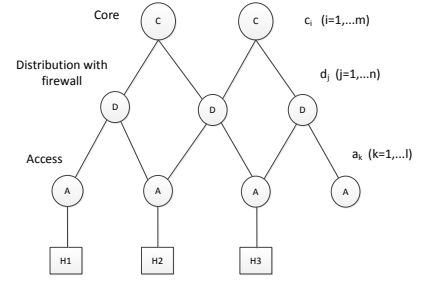 Core
C
C
cᵢ (i=1,...m)
Distribution with
firewall
dⱼ (j=1,...n)
D
D
D
Access
aₖ (k=1,...l)
A
A
A
A
H1
H2
H3